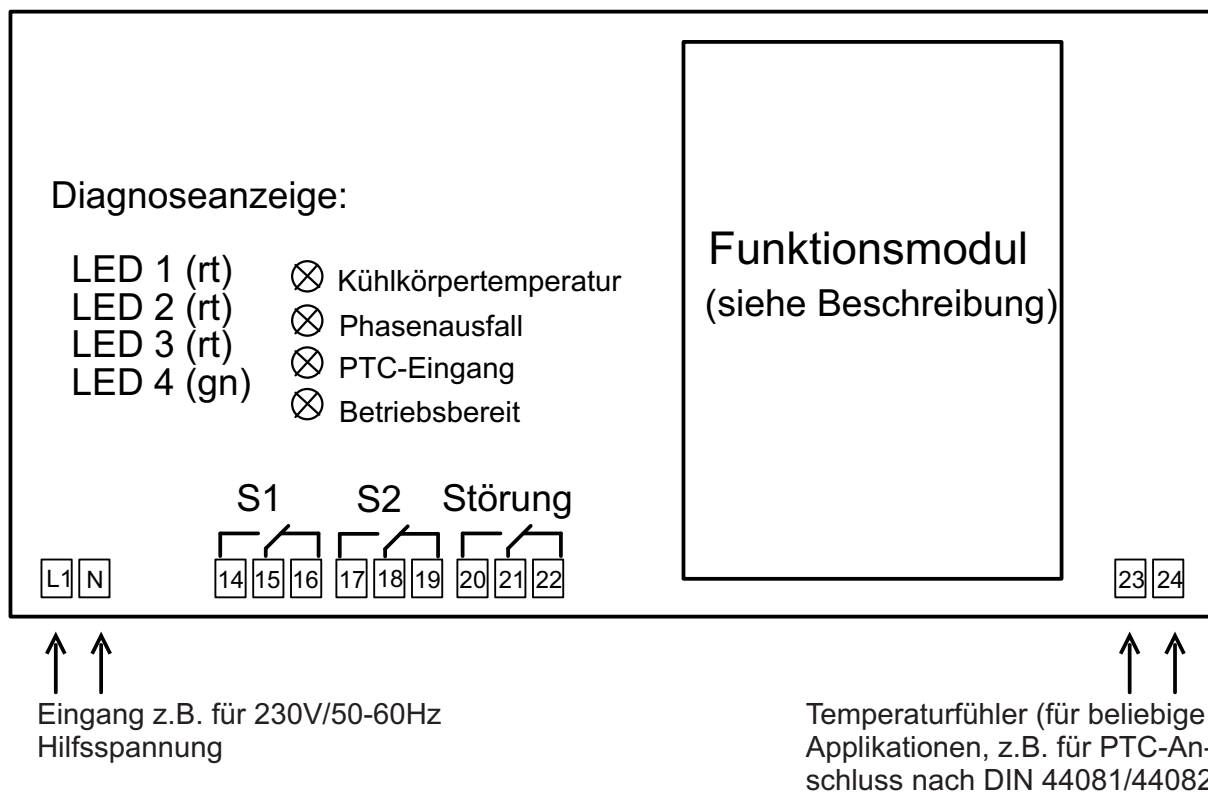 Diagnoseanzeige:
LED 1 (rt)
LED 2 (rt)
LED 3 (rt)
LED 4 (gn)
Kühlkörpertemperatur
Phasenausfall
PTC-Eingang
Betriebsbereit
Funktionsmodul
(siehe Beschreibung)
S1 S2 Störung
L1 N 14 15 16 17 18 19 20 21 22 23 24
Eingang z.B. für 230V/50-60Hz
Hilfsspannung
Temperaturfühler (für beliebige
Applikationen, z.B. für PTC-An-
schluss nach DIN 44081/44082